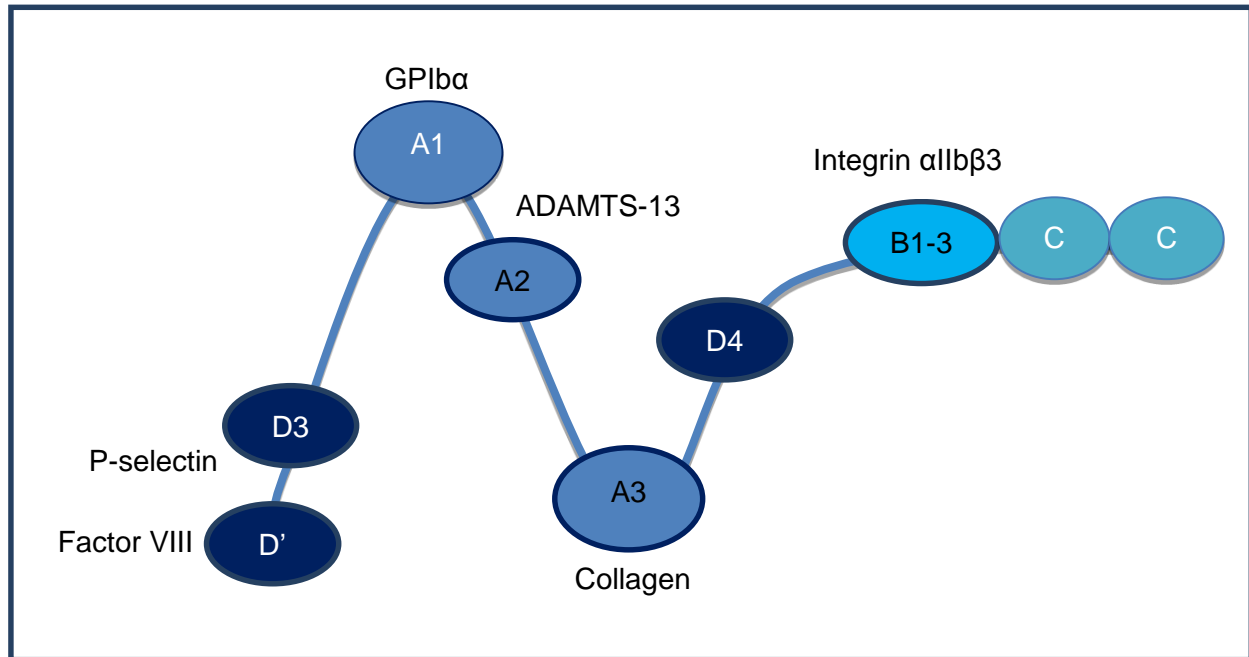 GPIbα
A1
Integrin αIIbβ3
ADAMTS-13
B1-3
C
C
A2
D4
D3
P-selectin
A3
Factor VIII
D’
Collagen